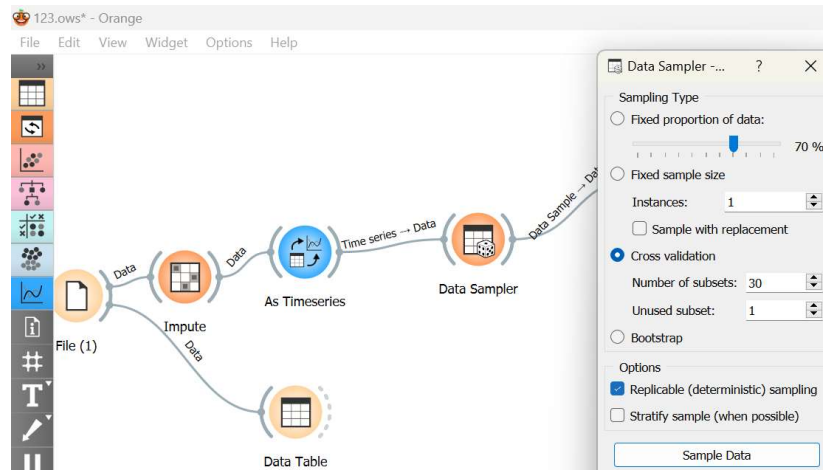 123.ows* - Orange
File Edit View Widget Options Help
Data Sampler -... ?
Sampling Type
Fixed proportion of data:
70 %
Fixed sample size
Instances: 1
Sample with replacement
Cross validation
Number of subsets: 30
Unused subset: 1
Bootstrap
Options
Replicable (deterministic) sampling
Stratify sample (when possible)
Sample Data
File (1)
Data
Impute
Data
As Timeseries
Time series → Data
Data Sampler
Data Sample → Dat
Data
Data Table
T